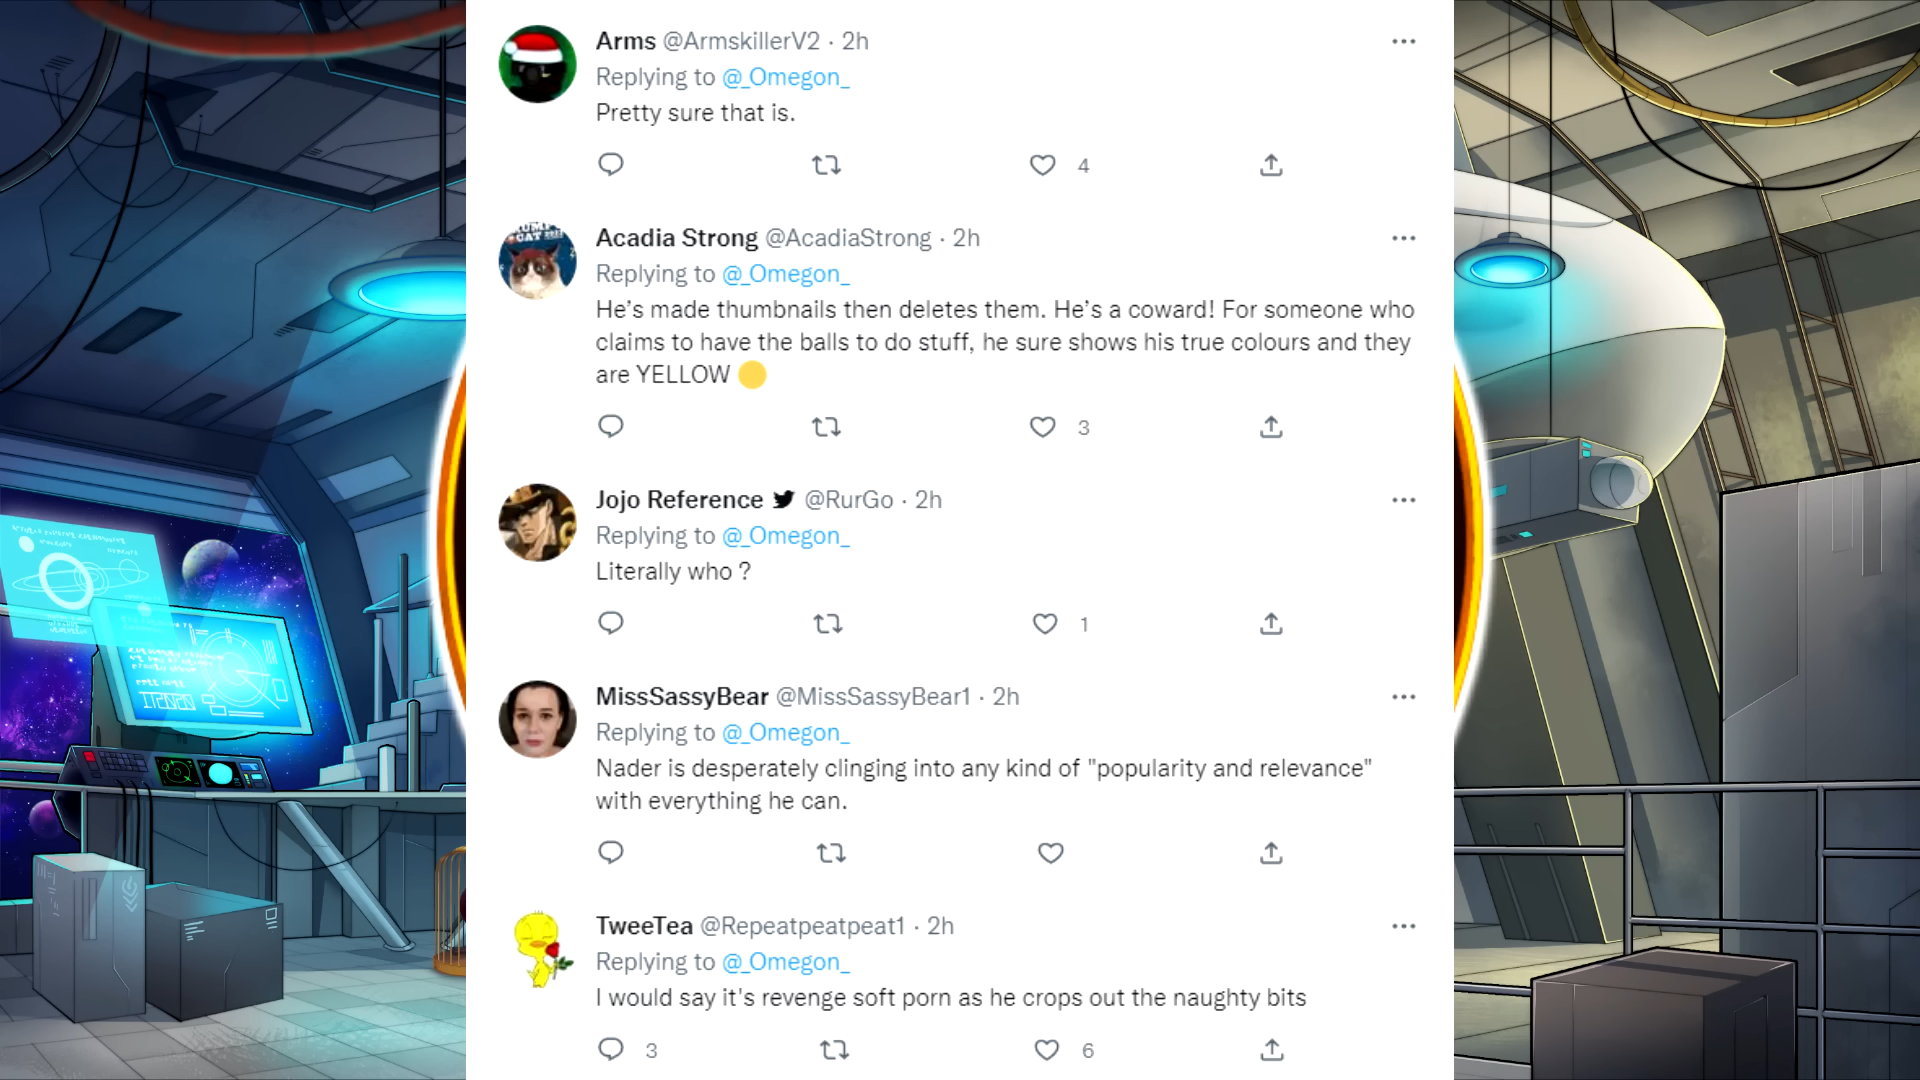 Arms @ArmskillerV2 · 2h
Replying to @_Omegon_
Pretty sure that is.
4
Acadia Strong @AcadiaStrong · 2h
Replying to @_Omegon_
He’s made thumbnails then deletes them. He’s a coward! For someone who
claims to have the balls to do stuff, he sure shows his true colours and they
are YELLOW 🟡
3
Jojo Reference @RurGo · 2h
Replying to @_Omegon_
Literally who ?
1
MissSassyBear @MissSassyBear1 · 2h
Replying to @_Omegon_
Nader is desperately clinging into any kind of "popularity and relevance"
with everything he can.
TweeTea @Repeatpeatpeat1 · 2h
Replying to @_Omegon_
I would say it's revenge soft porn as he crops out the naughty bits
3 6